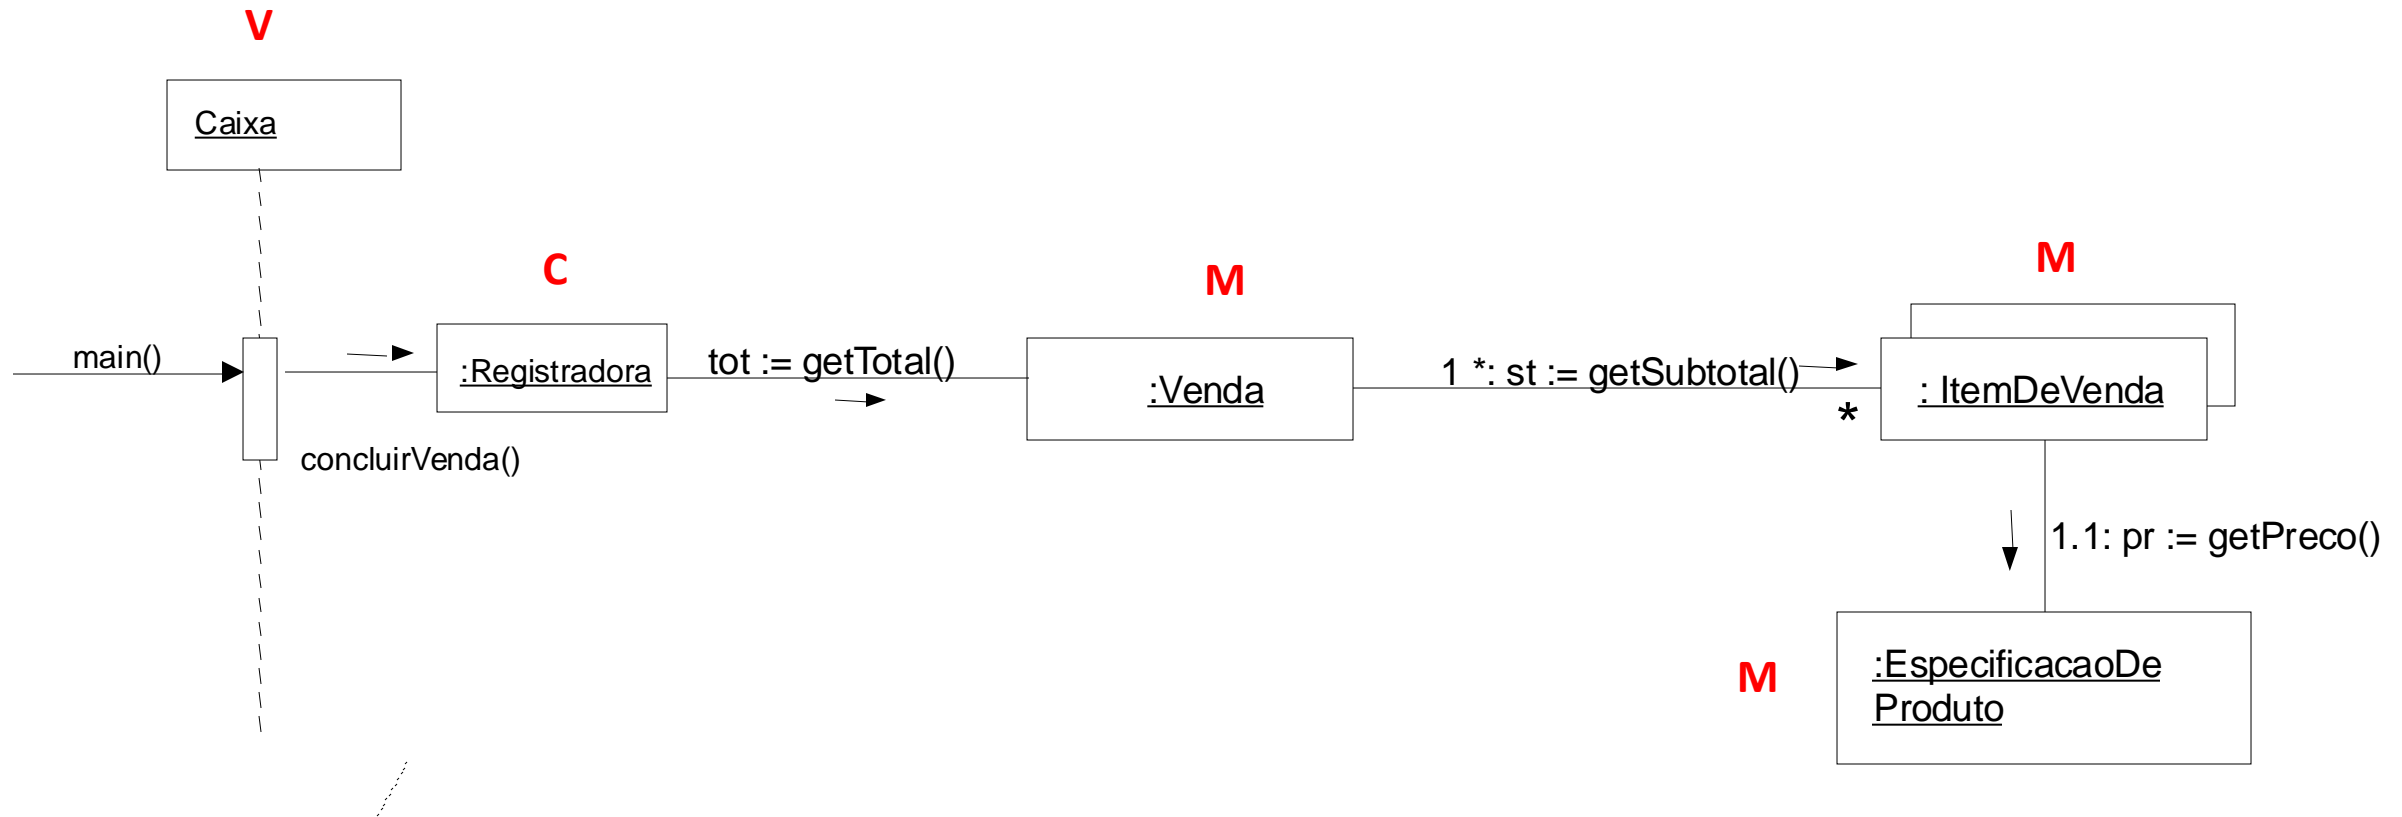 V
Caixa
C
M
M
main()
:Registradora
tot := getTotal()
:Venda
1 *: st := getSubtotal()
*
: ItemDeVenda
concluirVenda()
1.1: pr := getPreco()
M
:EspecificacaoDe
Produto